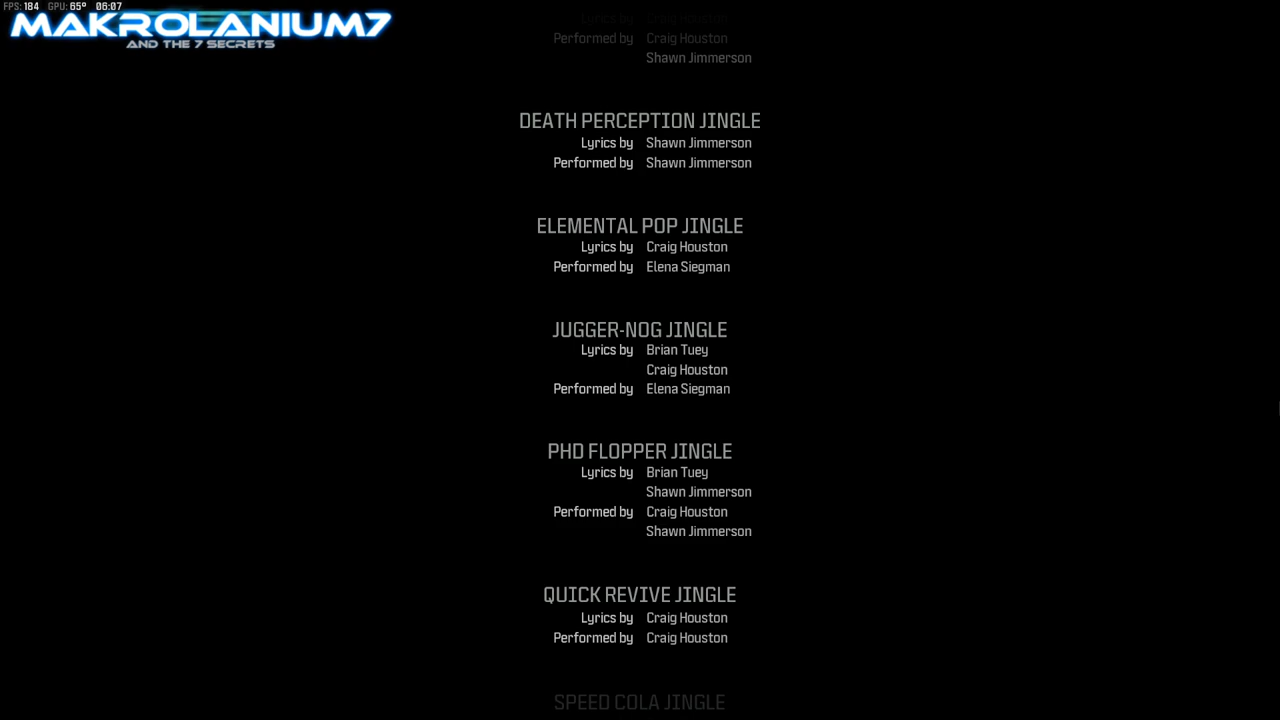 FPS: 184 GPU: 65° 06:07
MAKROLANIUM7
AND THE 7 SECRETS
Lyrics by Craig Houston
Performed by Craig Houston
Shawn Jimmerson
DEATH PERCEPTION JINGLE
Lyrics by Shawn Jimmerson
Performed by Shawn Jimmerson
ELEMENTAL POP JINGLE
Lyrics by Craig Houston
Performed by Elena Siegman
JUGGER-NOG JINGLE
Lyrics by Brian Tuey
Craig Houston
Performed by Elena Siegman
PHD FLOPPER JINGLE
Lyrics by Brian Tuey
Shawn Jimmerson
Performed by Craig Houston
Shawn Jimmerson
QUICK REVIVE JINGLE
Lyrics by Craig Houston
Performed by Craig Houston
SPEED COLA JINGLE